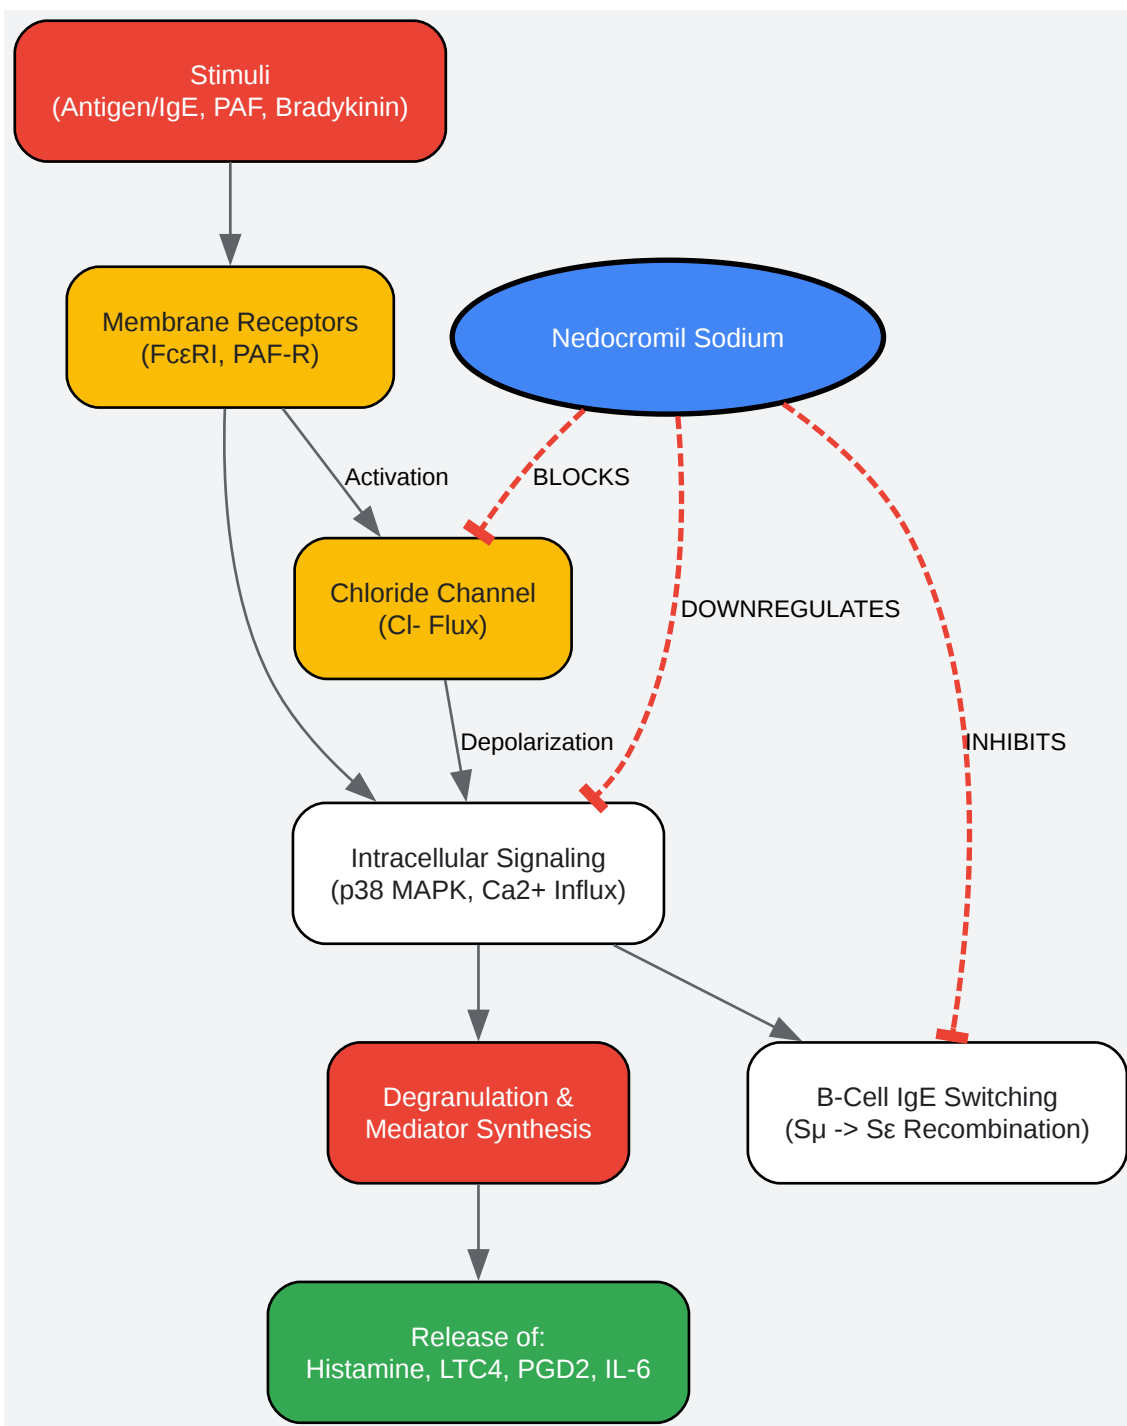 Stimuli
(Antigen/IgE, PAF, Bradykinin)
Membrane Receptors
(FcεRI, PAF-R)
Nedocromil Sodium
Activation
BLOCKS
Chloride Channel
(Cl- Flux)
DOWNREGULATES
Depolarization
INHIBITS
Intracellular Signaling
(p38 MAPK, Ca2+ Influx)
Degranulation &
Mediator Synthesis
B-Cell IgE Switching
(Sμ -> Sε Recombination)
Release of:
Histamine, LTC4, PGD2, IL-6